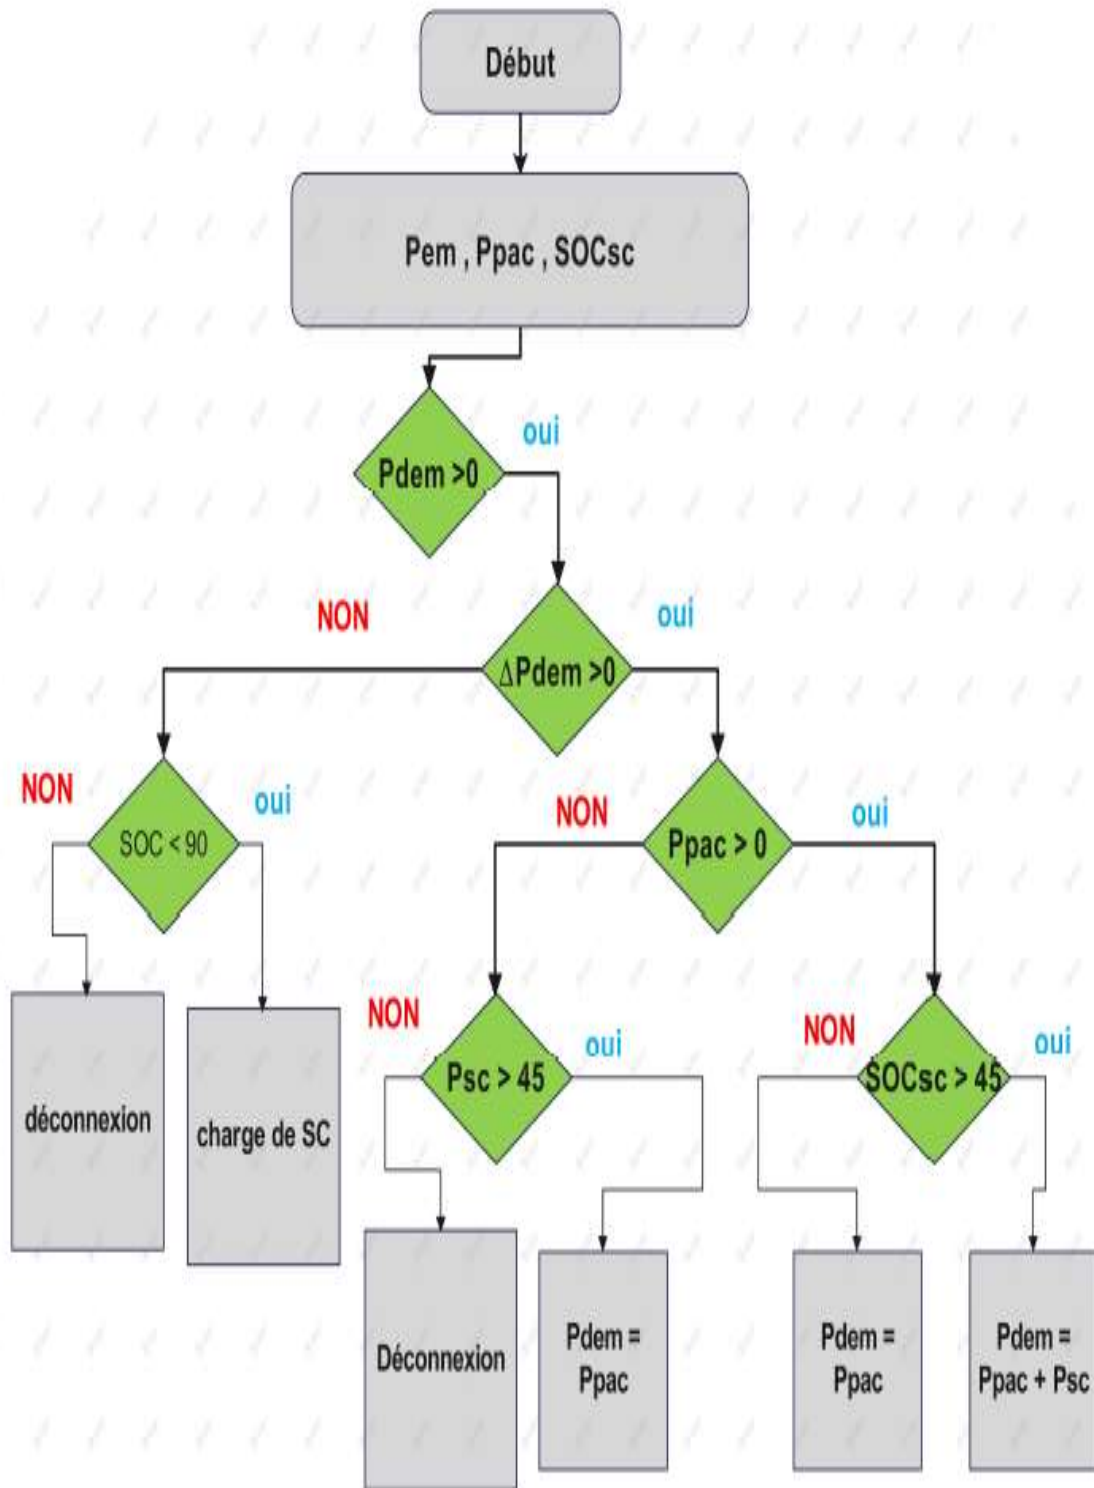 Début
Pem , Ppac , SOCsc
Pdem >0
oui
NON
ΔPdem >0
oui
NON
SOC < 90
oui
NON
Ppac > 0
oui
déconnexion
charge de SC
NON
Psc > 45
oui
NON
SOCsc > 45
oui
Déconnexion
Pdem =
Ppac
Pdem =
Ppac
Pdem =
Ppac + Psc